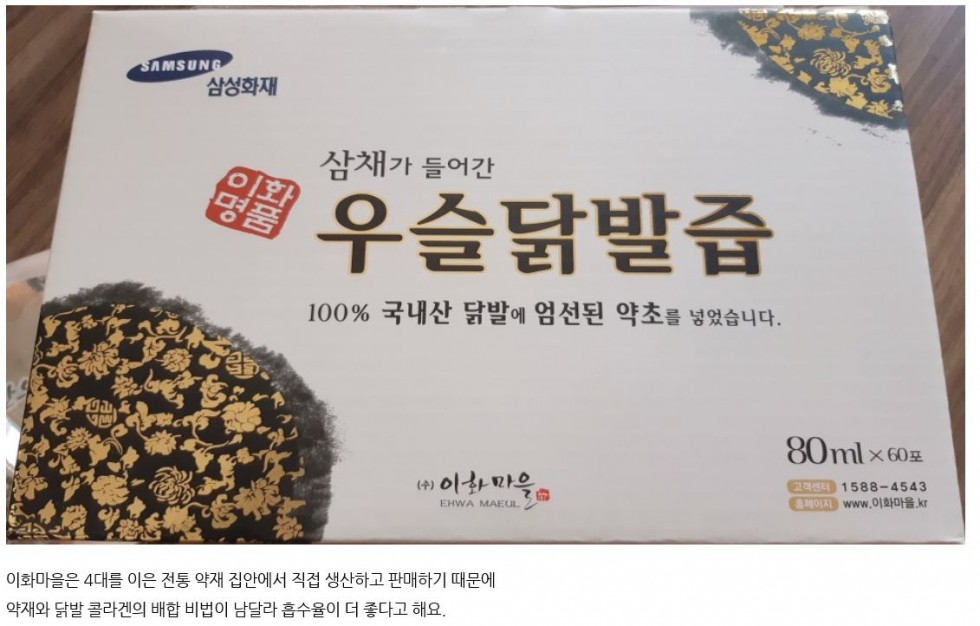 SAMSUNG
삼성화재
이화
명품
삼채가 들어간
우슬닭발즙
100% 국내산 닭발에 엄선된 약초를 넣었습니다.
80ml×60포
(주) 이화마을
EHWA MAEUL
고객센터 1588-4543
홈페이지 www.이화마을.kr
이화마을은 4대를 이은 전통 약재 집안에서 직접 생산하고 판매하기 때문에
약재와 닭발 콜라겐의 배합 비법이 남달라 흡수율이 더 좋다고 해요.